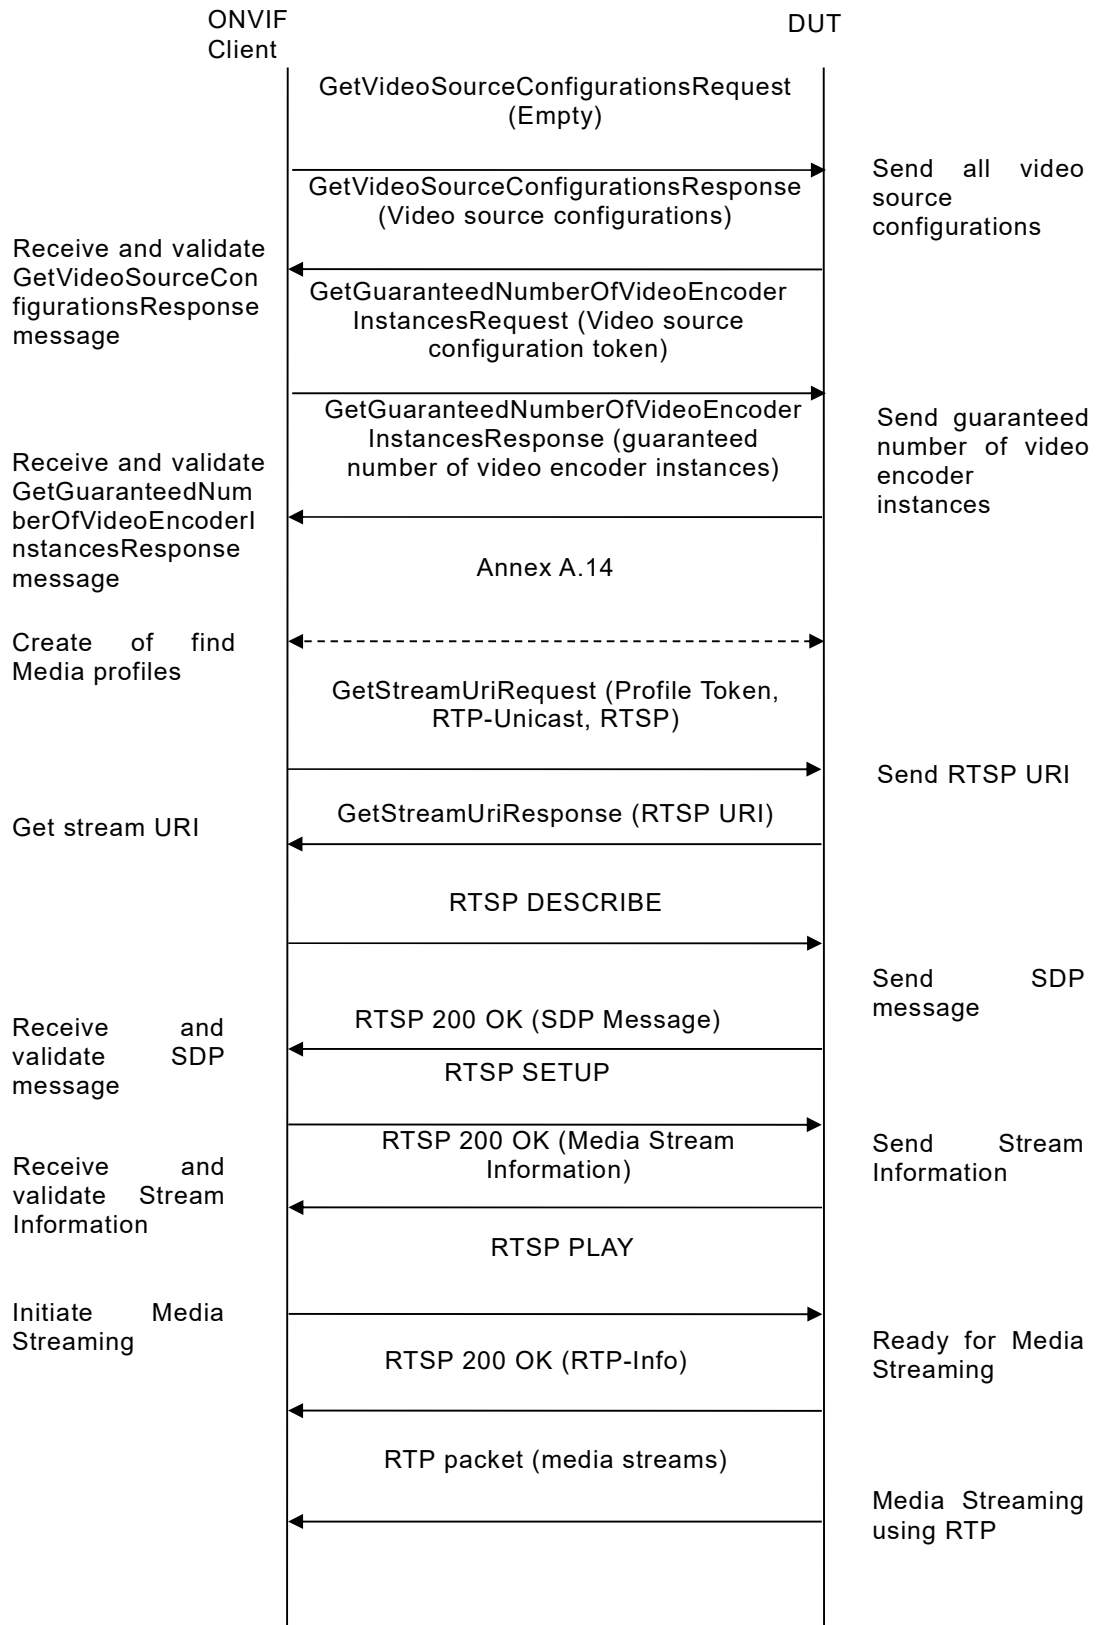 ONVIF
Client
DUT
GetVideoSourceConfigurationsRequest
(Empty)
Send all video
source
configurations
GetVideoSourceConfigurationsResponse
(Video source configurations)
Receive and validate
GetVideoSourceCon
figurationsResponse
message
GetGuaranteedNumberOfVideoEncoder
InstancesRequest (Video source
configuration token)
GetGuaranteedNumberOfVideoEncoder
InstancesResponse (guaranteed
number of video encoder instances)
Send guaranteed
number of video
encoder
instances
Receive and validate
GetGuaranteedNum
berOfVideoEncoderI
nstancesResponse
message
Annex A.14
Create of find
Media profiles
GetStreamUriRequest (Profile Token,
RTP-Unicast, RTSP)
Send RTSP URI
GetStreamUriResponse (RTSP URI)
Get stream URI
RTSP DESCRIBE
Send SDP
message
RTSP 200 OK (SDP Message)
Receive and
validate SDP
message
RTSP SETUP
RTSP 200 OK (Media Stream
Information)
Send Stream
Information
Receive and
validate Stream
Information
RTSP PLAY
Initiate Media
Streaming
Ready for Media
Streaming
RTSP 200 OK (RTP-Info)
RTP packet (media streams)
Media Streaming
using RTP